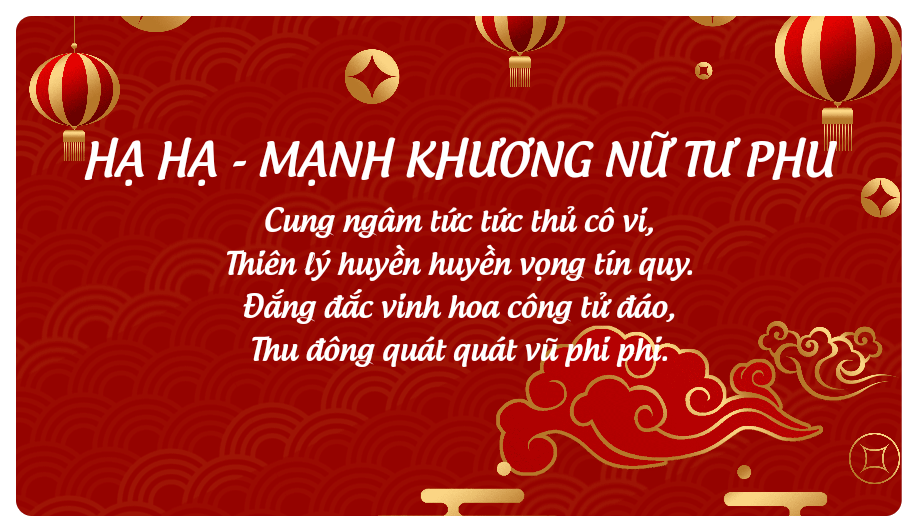 HẠ HẠ - MẠNH KHƯƠNG NỮ TƯ PHU
Cung ngâm tức tức thủ cô vi,
Thiên lý huyền huyền vọng tín quy.
Đắng đắc vinh hoa công tử đáo,
Thu đông quát quát vũ phi phi.